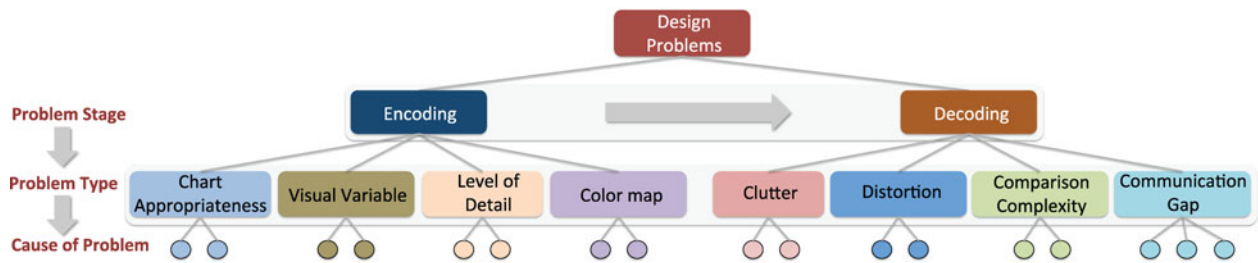 Design
Problems
Problem Stage
Encoding
Decoding
Problem Type
Chart
Appropriateness
Visual Variable
Level of
Detail
Color map
Clutter
Distortion
Comparison
Complexity
Communication
Gap
Cause of Problem